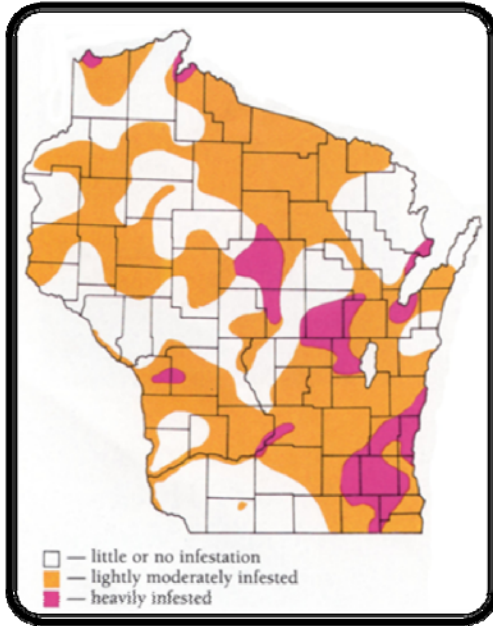 — little or no infestation
— lightly moderately infested
— heavily infested